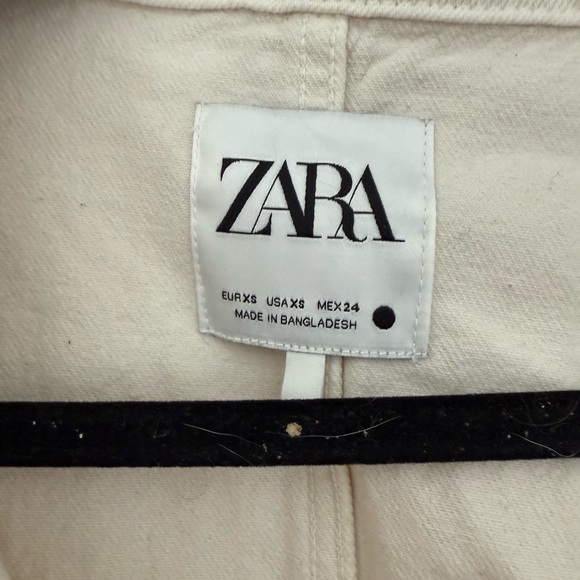 ZARA
EUR XS USA XS MEX 24
MADE IN BANGLADESH